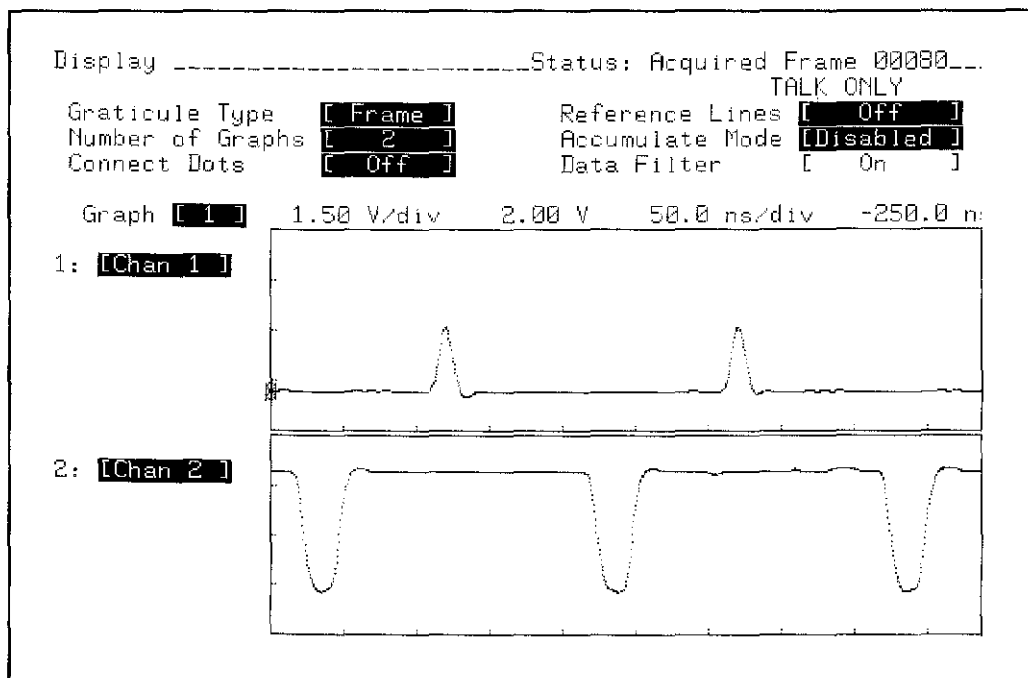 Display ________________________Status: Acquired Frame 00080__.
TALK ONLY
Graticule Type [ Frame ] Reference Lines [ Off ]
Number of Graphs [ 2 ] Accumulate Mode [Disabled ]
Connect Dots [ Off ] Data Filter [ On ]
Graph [ 1 ] 1.50 V/div 2.00 V 50.0 ns/div -250.0 n
1: [Chan 1 ]
2: [Chan 2 ]